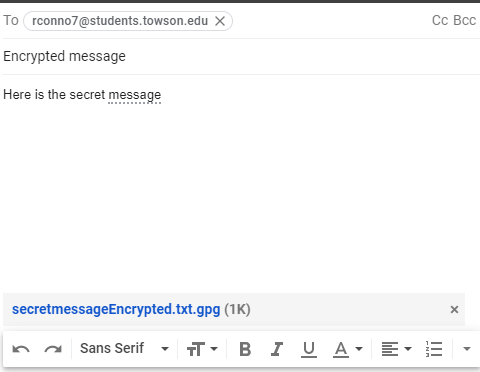 To rconno7@students.towson.edu Cc Bcc
Encrypted message
Here is the secret message
secretmessageEncrypted.txt.gpg (1K)
Sans Serif B I U A